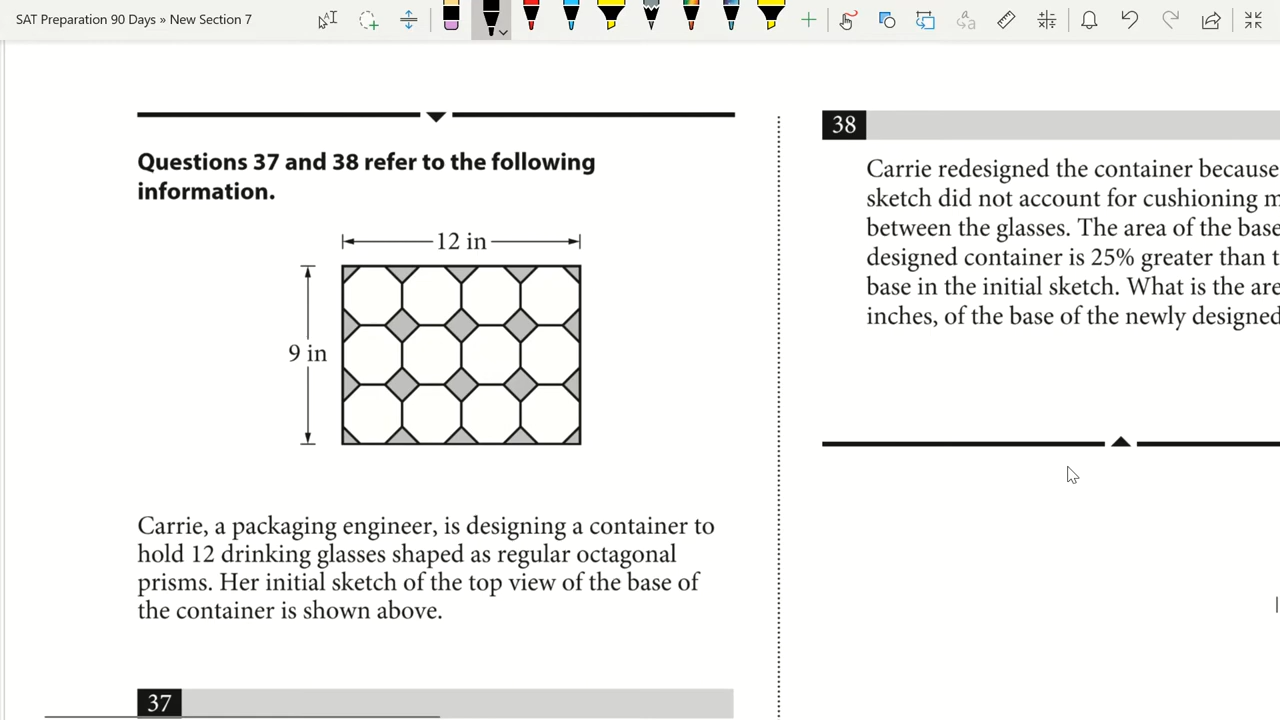 SAT Preparation 90 Days » New Section 7
Questions 37 and 38 refer to the following
information.
12 in
9 in
Carrie, a packaging engineer, is designing a container to
hold 12 drinking glasses shaped as regular octagonal
prisms. Her initial sketch of the top view of the base of
the container is shown above.
37
38
Carrie redesigned the container because
sketch did not account for cushioning m
between the glasses. The area of the base
designed container is 25% greater than t
base in the initial sketch. What is the are
inches, of the base of the newly designed